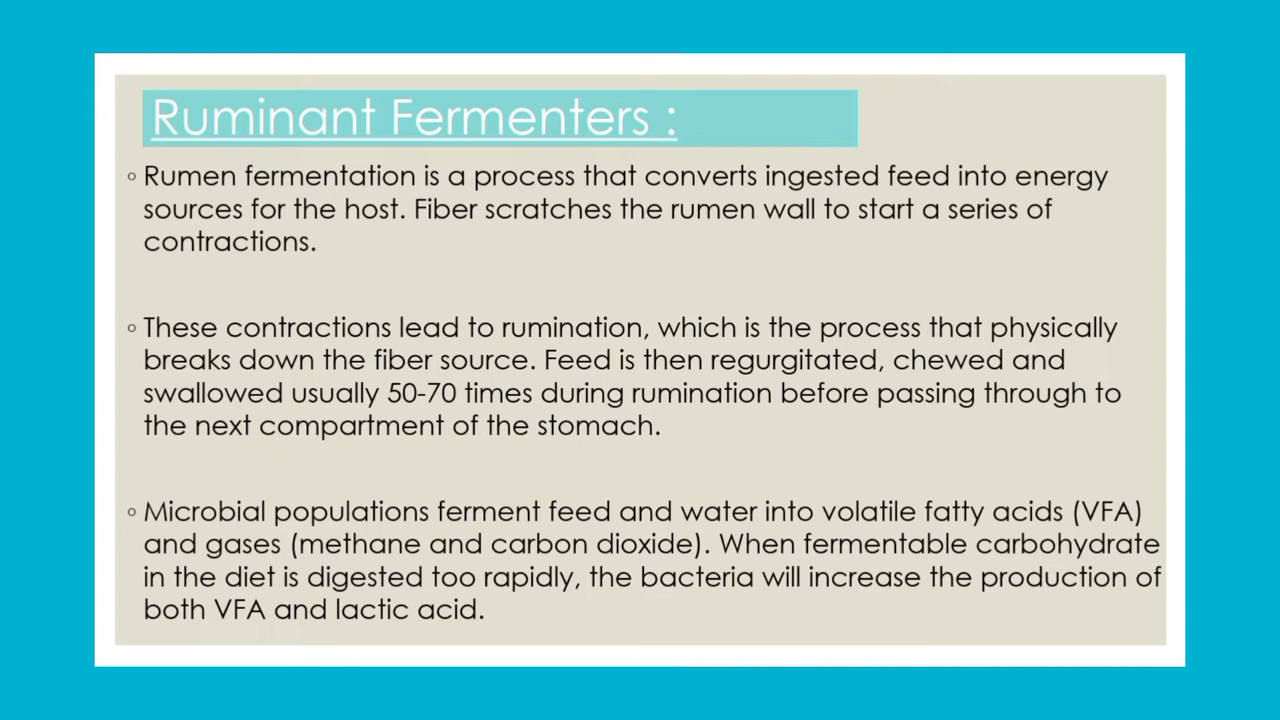 Ruminant Fermenters :
◦ Rumen fermentation is a process that converts ingested feed into energy
sources for the host. Fiber scratches the rumen wall to start a series of
contractions.
◦ These contractions lead to rumination, which is the process that physically
breaks down the fiber source. Feed is then regurgitated, chewed and
swallowed usually 50-70 times during rumination before passing through to
the next compartment of the stomach.
◦ Microbial populations ferment feed and water into volatile fatty acids (VFA)
and gases (methane and carbon dioxide). When fermentable carbohydrate
in the diet is digested too rapidly, the bacteria will increase the production of
both VFA and lactic acid.